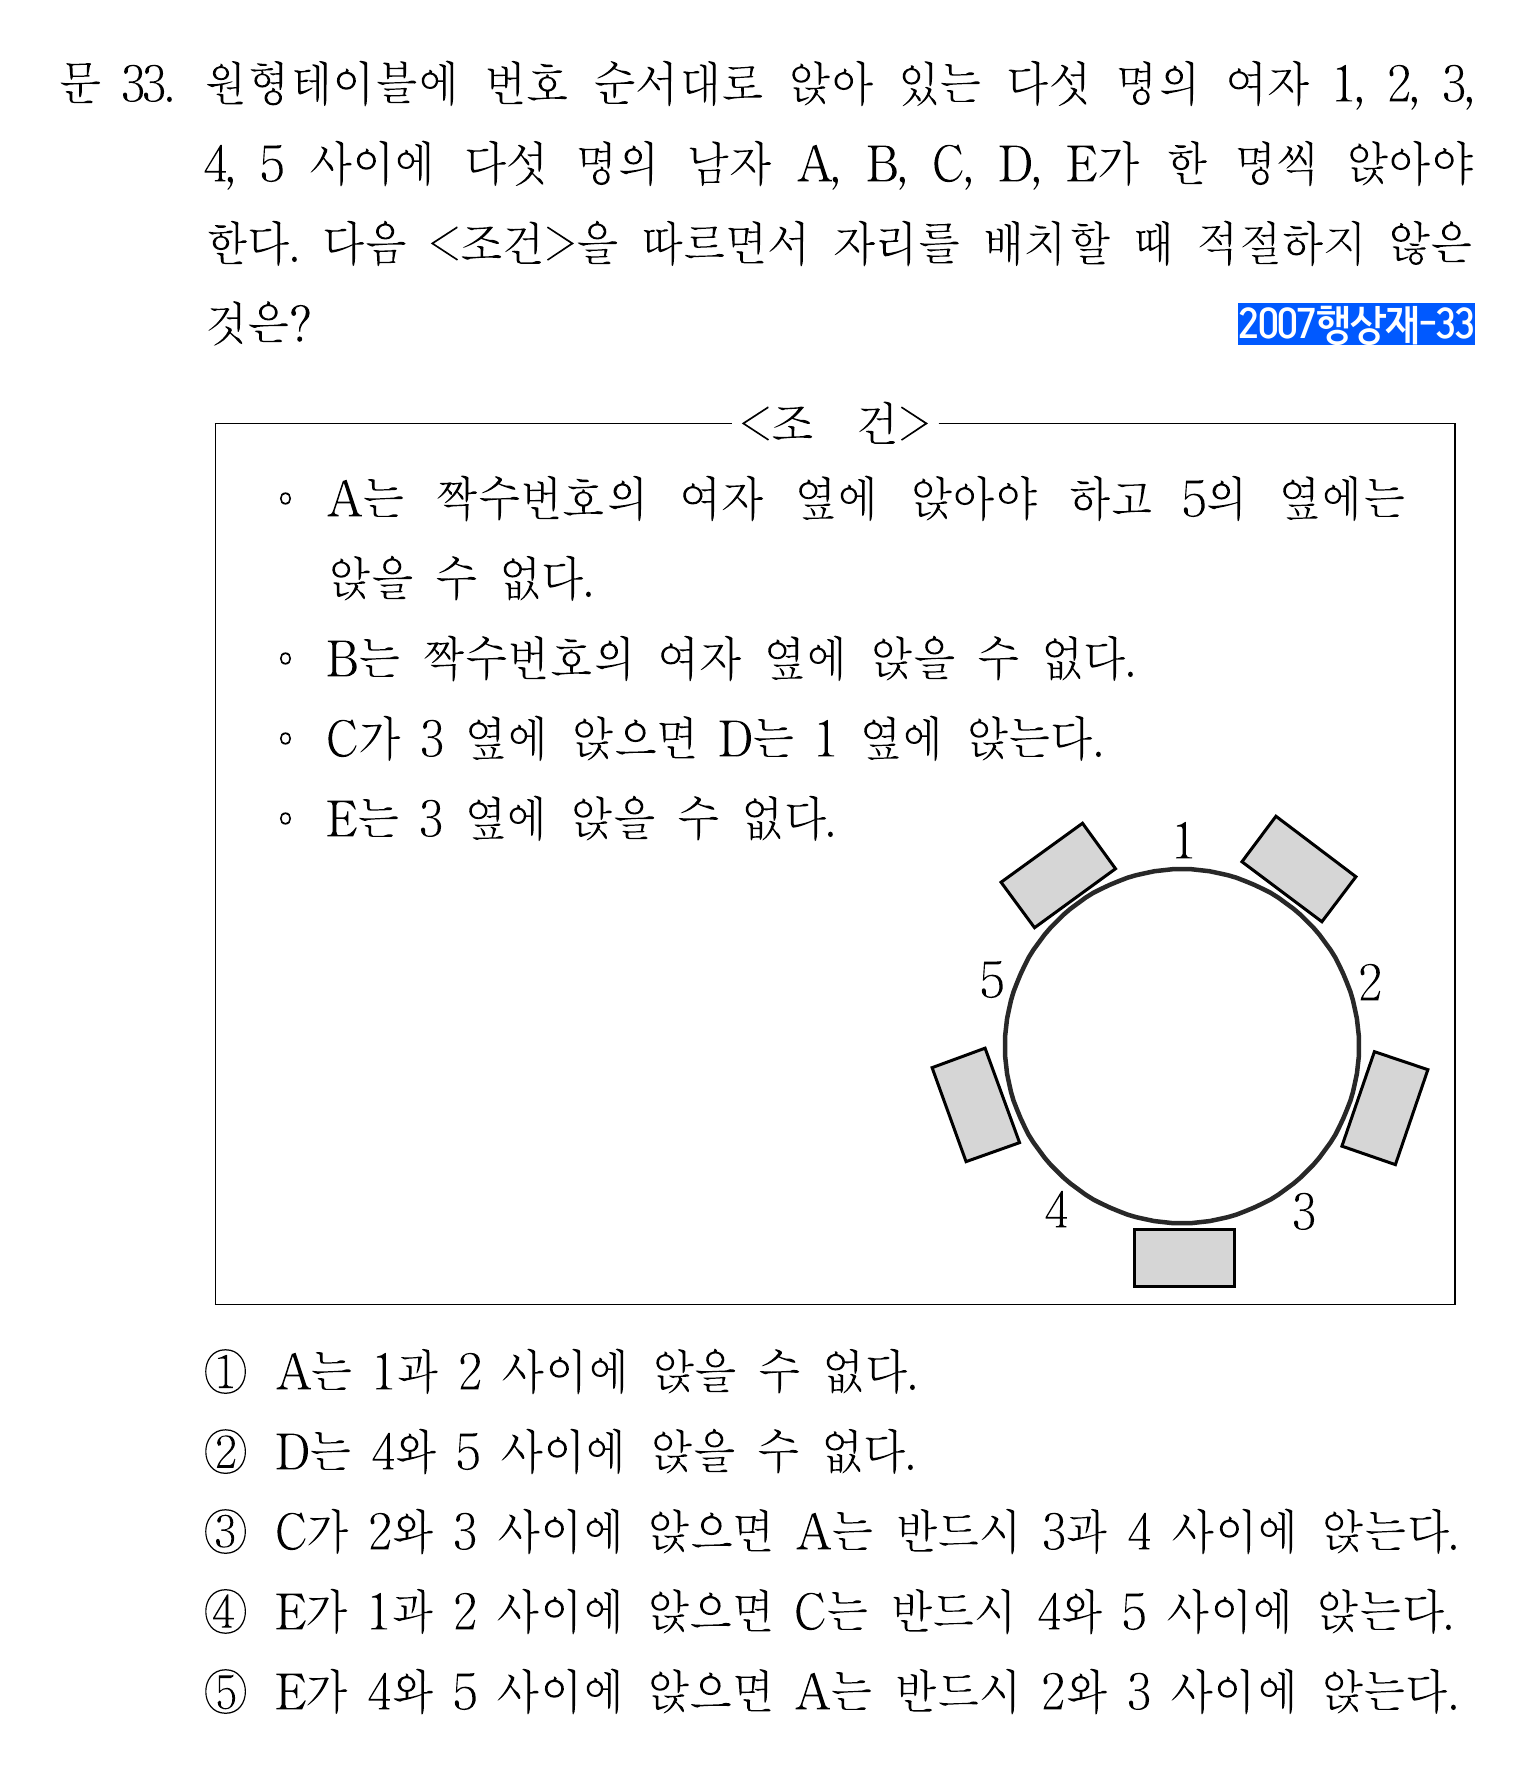 문 33. 원형테이블에 번호 순서대로 앉아 있는 다섯 명의 여자 1, 2, 3,
4, 5 사이에 다섯 명의 남자 A, B, C, D, E가 한 명씩 앉아야
한다. 다음 <조건>을 따르면서 자리를 배치할 때 적절하지 않은
것은? 2007행상재-33
<조 건>
◦ A는 짝수번호의 여자 옆에 앉아야 하고 5의 옆에는
앉을 수 없다.
◦ B는 짝수번호의 여자 옆에 앉을 수 없다.
◦ C가 3 옆에 앉으면 D는 1 옆에 앉는다.
◦ E는 3 옆에 앉을 수 없다.
1
5
2
4
3
① A는 1과 2 사이에 앉을 수 없다.
② D는 4와 5 사이에 앉을 수 없다.
③ C가 2와 3 사이에 앉으면 A는 반드시 3과 4 사이에 앉는다.
④ E가 1과 2 사이에 앉으면 C는 반드시 4와 5 사이에 앉는다.
⑤ E가 4와 5 사이에 앉으면 A는 반드시 2와 3 사이에 앉는다.